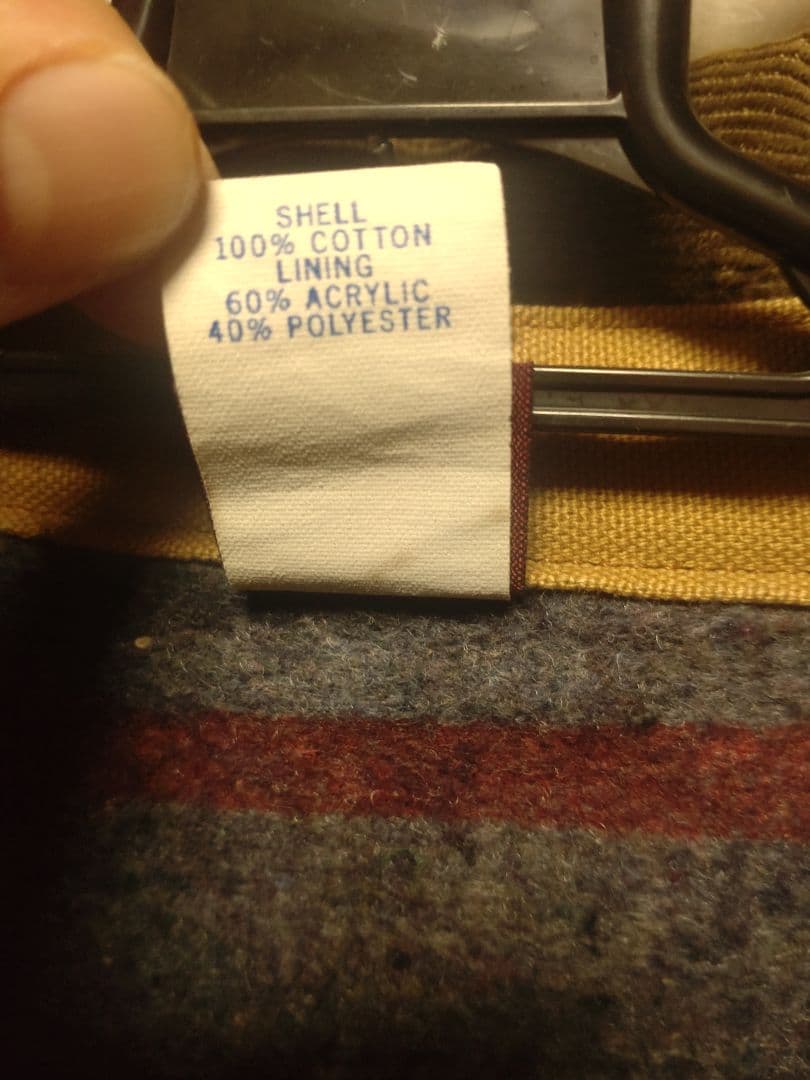 SHELL
100% COTTON
LINING
60% ACRYLIC
40% POLYESTER